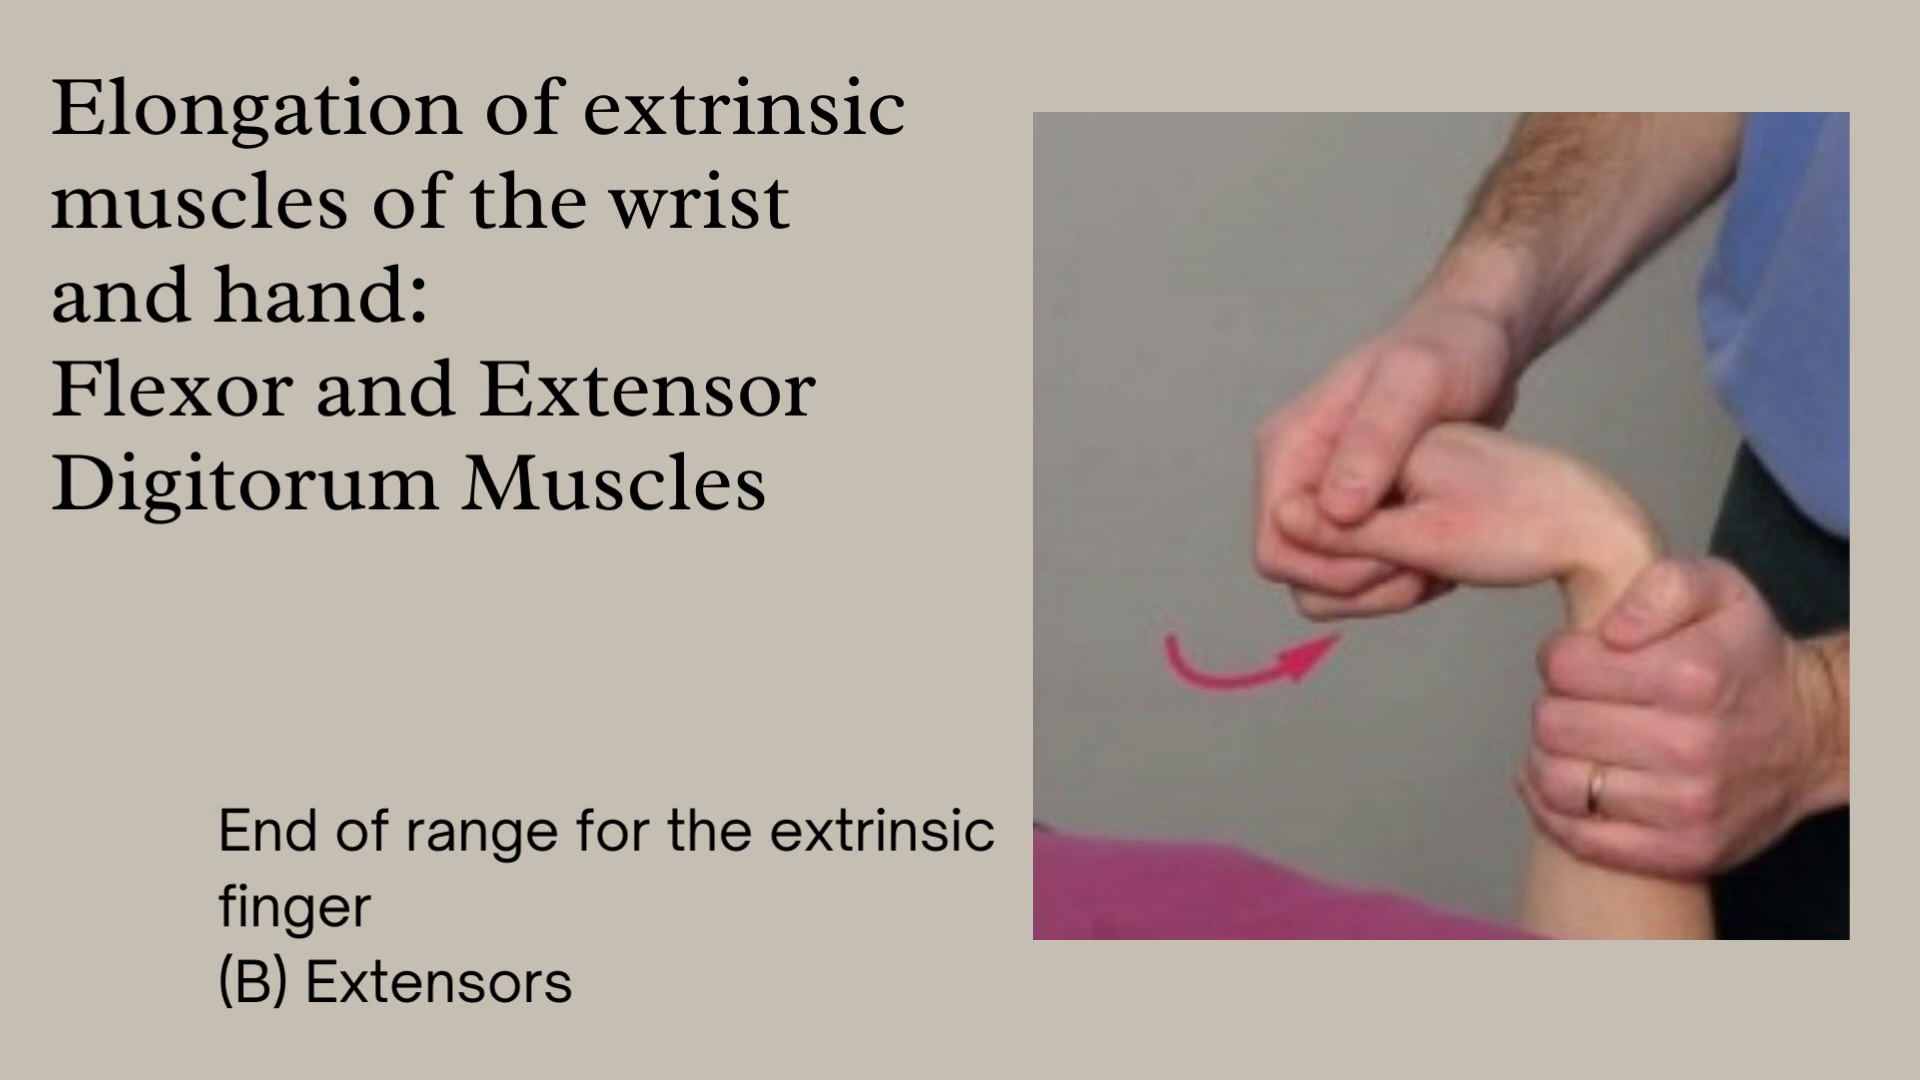 Elongation of extrinsic
muscles of the wrist
and hand:
Flexor and Extensor
Digitorum Muscles
End of range for the extrinsic
finger
(B) Extensors